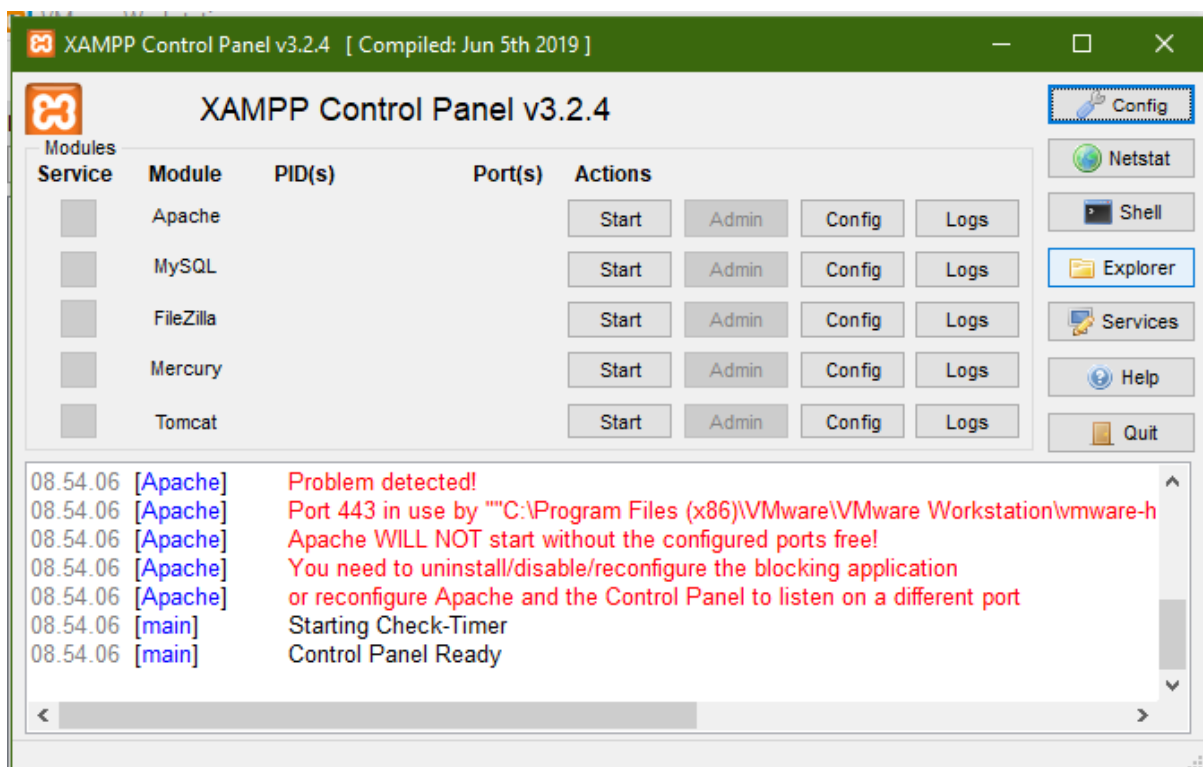 XAMPP Control Panel v3.2.4 [ Compiled: Jun 5th 2019 ]
XAMPP Control Panel v3.2.4
Config
Modules
Netstat
Service Module PID(s) Port(s) Actions
Apache Start Admin Config Logs
Shell
MySQL Start Admin Config Logs
Explorer
FileZilla Start Admin Config Logs
Services
Mercury Start Admin Config Logs
Help
Tomcat Start Admin Config Logs
Quit
08.54.06 [Apache] Problem detected!
08.54.06 [Apache] Port 443 in use by ""C:\Program Files (x86)\VMware\VMware Workstation\vmware-h
08.54.06 [Apache] Apache WILL NOT start without the configured ports free!
08.54.06 [Apache] You need to uninstall/disable/reconfigure the blocking application
08.54.06 [Apache] or reconfigure Apache and the Control Panel to listen on a different port
08.54.06 [main] Starting Check-Timer
08.54.06 [main] Control Panel Ready